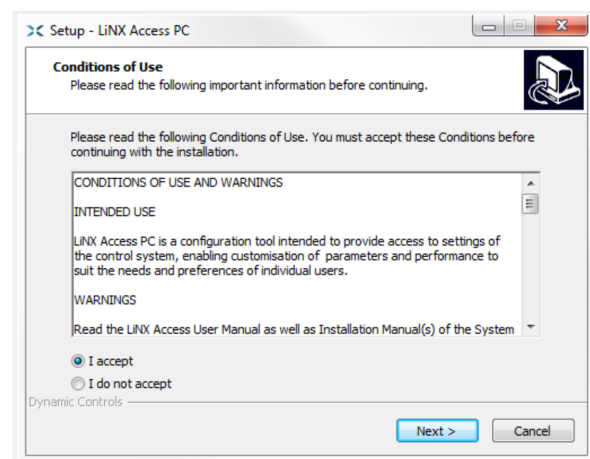 Setup - LiNX Access PC
Conditions of Use
Please read the following important information before continuing.
Please read the following Conditions of Use. You must accept these Conditions before
continuing with the installation.
CONDITIONS OF USE AND WARNINGS
INTENDED USE
LiNX Access PC is a configuration tool intended to provide access to settings of
the control system, enabling customisation of parameters and performance to
suit the needs and preferences of individual users.
WARNINGS
Read the LiNX Access User Manual as well as Installation Manual(s) of the System
I accept
I do not accept
Dynamic Controls
Next >
Cancel